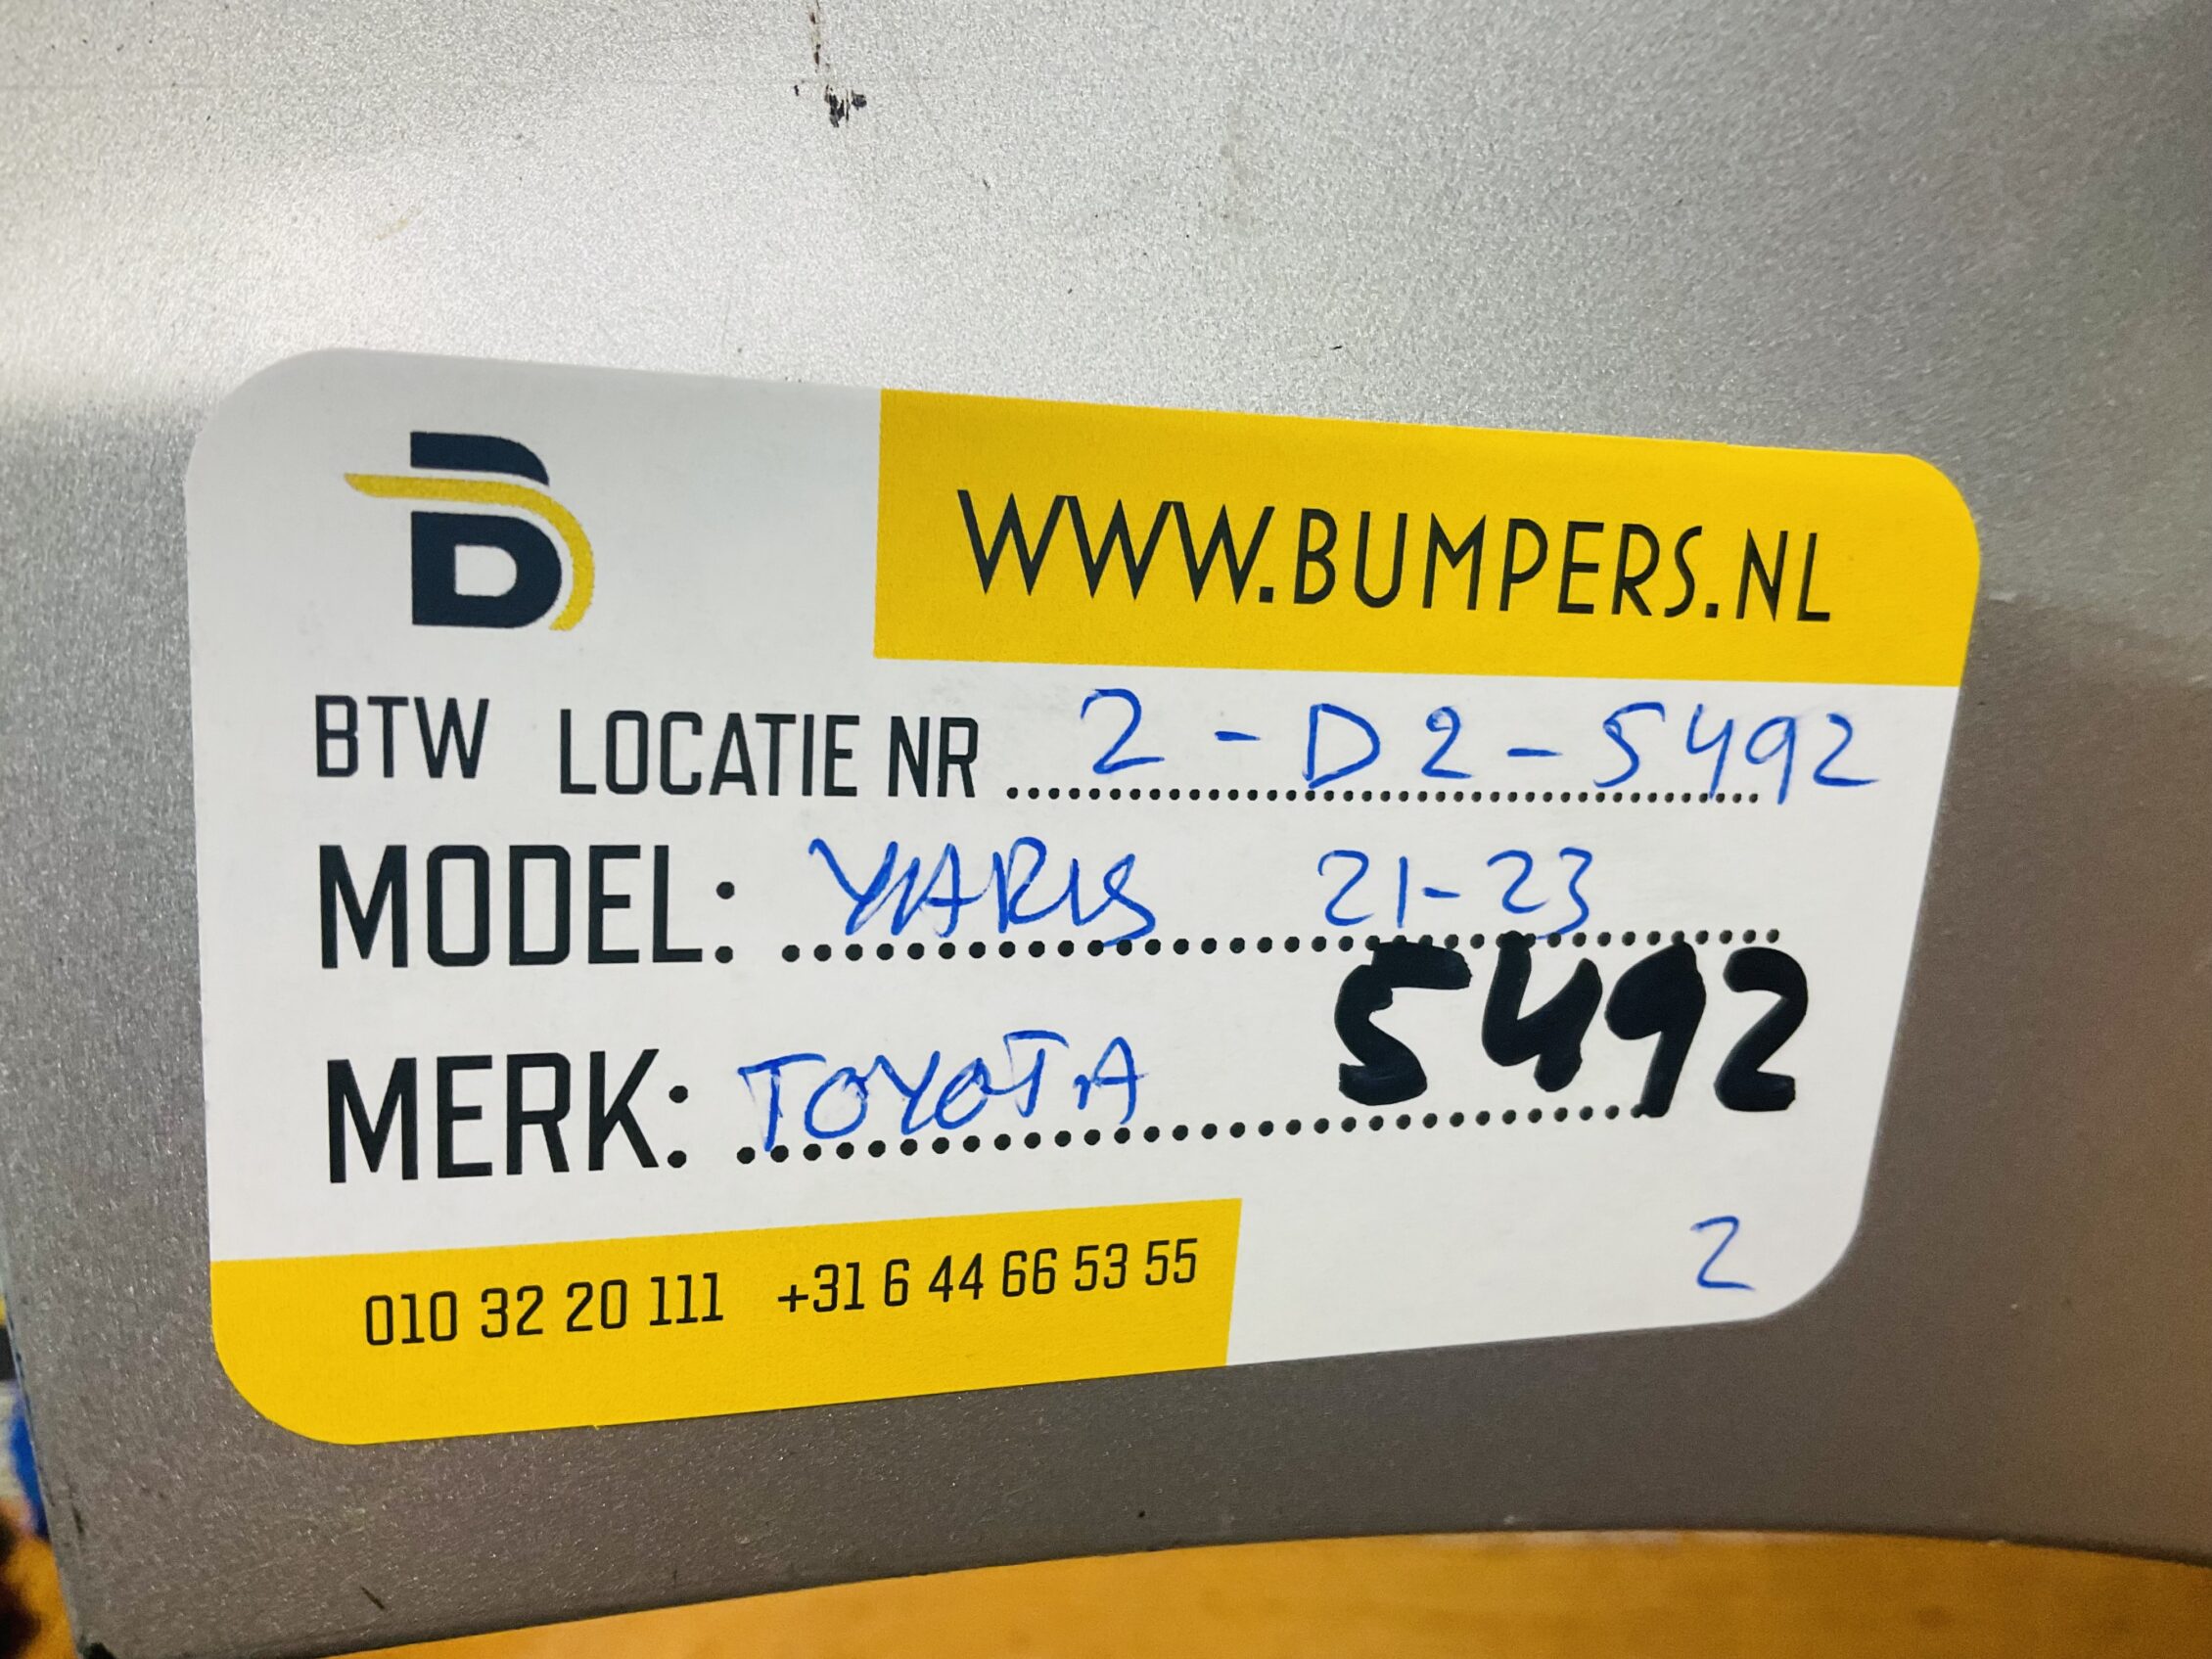 B
WWW.BUMPERS.NL
BTW LOCATIE NR 2-D2-5492
MODEL: YARIS 21-23
5492
MERK: TOYOTA
2
010 32 20 111 +31 6 44 66 53 55